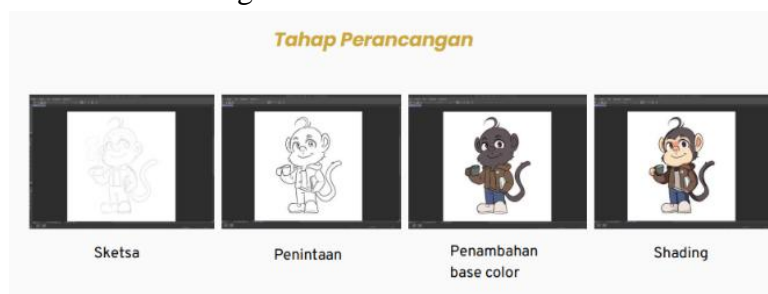 Tahap Perancangan
Sketsa
Penintaan
Penambahan
base color
Shading